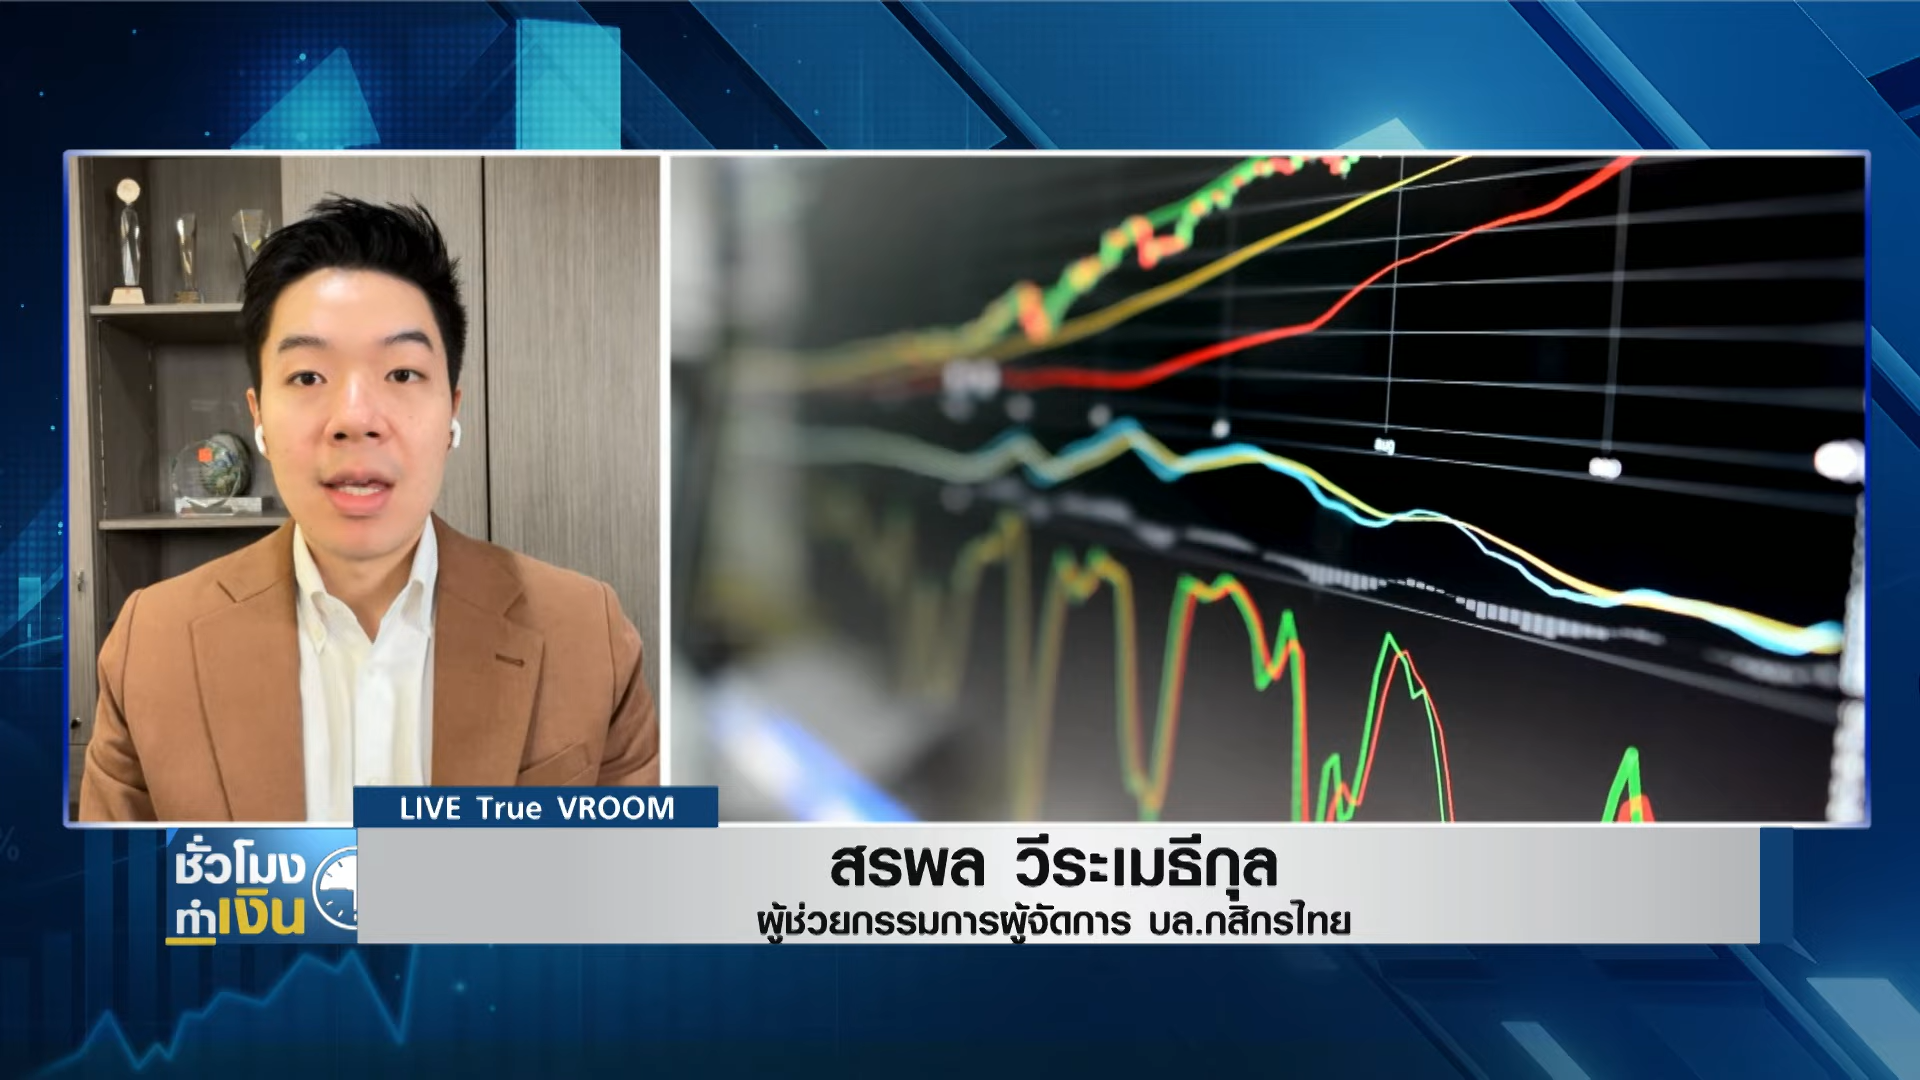 LIVE True VROOM
ชั่วโมง
ทำเงิน
สรพล วีระเมธีกุล
ผู้ช่วยกรรมการผู้จัดการ บล.กสิกรไทย